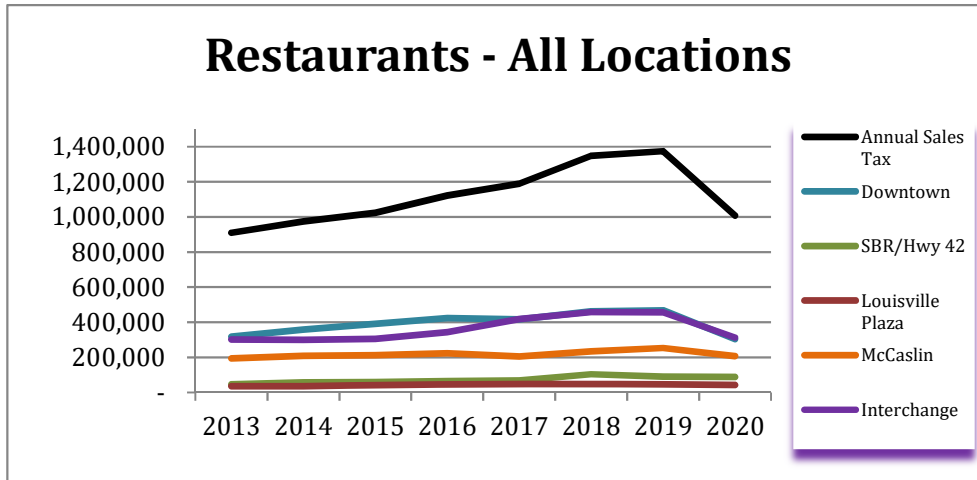 Restaurants - All Locations
1,400,000
1,200,000
1,000,000
800,000
600,000
400,000
200,000
-
2013 2014 2015 2016 2017 2018 2019 2020
Annual Sales
Tax
Downtown
SBR/Hwy 42
Louisville
Plaza
McCaslin
Interchange